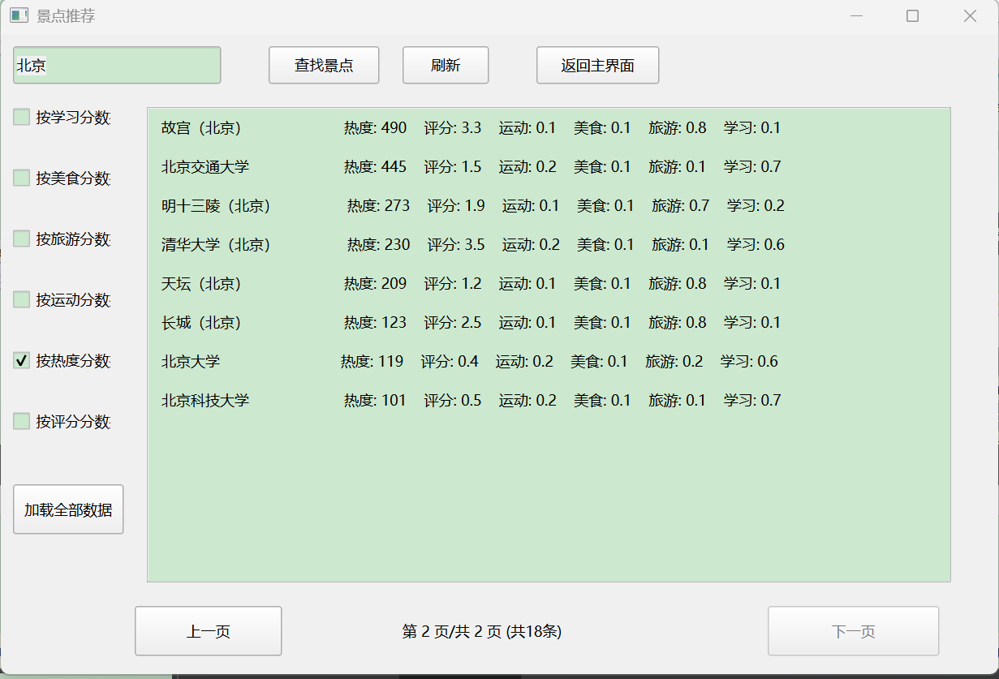 景点推荐
北京 查找景点 刷新 返回主界面
按学习分数
按美食分数
按旅游分数
按运动分数
按热度分数
按评分分数
加载全部数据
故宫（北京） 热度: 490 评分: 3.3 运动: 0.1 美食: 0.1 旅游: 0.8 学习: 0.1
北京交通大学 热度: 445 评分: 1.5 运动: 0.2 美食: 0.1 旅游: 0.1 学习: 0.7
明十三陵（北京） 热度: 273 评分: 1.9 运动: 0.1 美食: 0.1 旅游: 0.7 学习: 0.2
清华大学（北京） 热度: 230 评分: 3.5 运动: 0.2 美食: 0.1 旅游: 0.1 学习: 0.6
天坛（北京） 热度: 209 评分: 1.2 运动: 0.1 美食: 0.1 旅游: 0.8 学习: 0.1
长城（北京） 热度: 123 评分: 2.5 运动: 0.1 美食: 0.1 旅游: 0.8 学习: 0.1
北京大学 热度: 119 评分: 0.4 运动: 0.2 美食: 0.1 旅游: 0.2 学习: 0.6
北京科技大学 热度: 101 评分: 0.5 运动: 0.2 美食: 0.1 旅游: 0.1 学习: 0.7
上一页 第 2 页/共 2 页 (共18条) 下一页